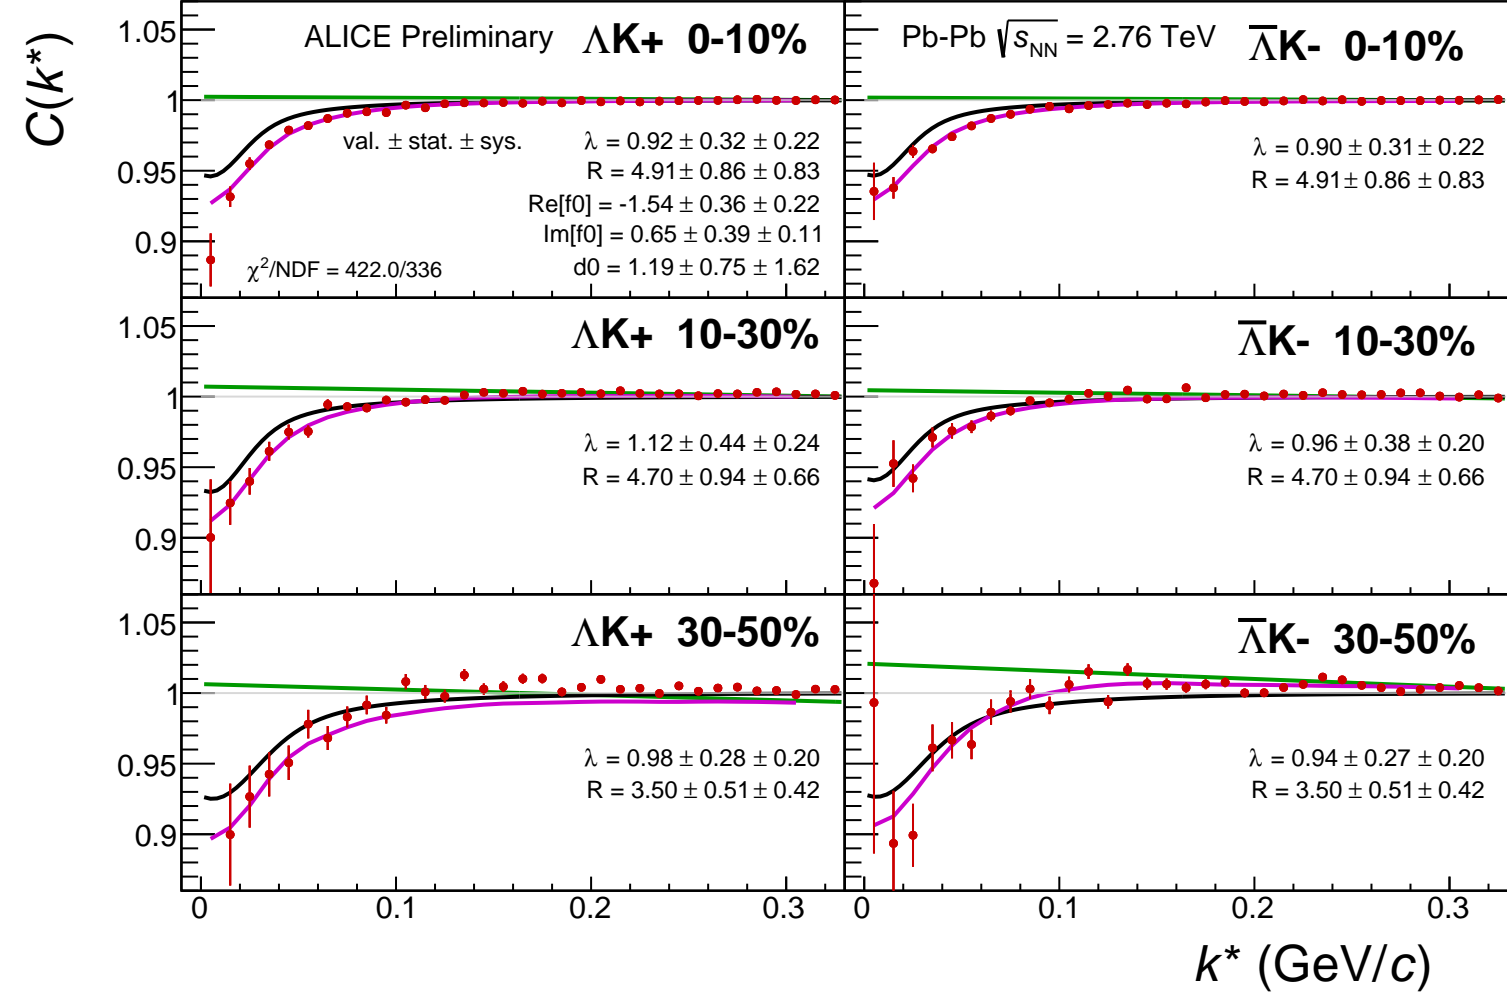 C(k*)
ALICE Preliminary ΛK+ 0-10%
1.05
1
0.95
0.9
val. ± stat. ± sys.
λ = 0.92 ± 0.32 ± 0.22
R = 4.91 ± 0.86 ± 0.83
Re[f0] = -1.54 ± 0.36 ± 0.22
Im[f0] = 0.65 ± 0.39 ± 0.11
d0 = 1.19 ± 0.75 ± 1.62
χ²/NDF = 422.0/336
Pb-Pb √sNN = 2.76 TeV Λ̅K- 0-10%
λ = 0.90 ± 0.31 ± 0.22
R = 4.91 ± 0.86 ± 0.83
ΛK+ 10-30%
1.05
1
0.95
0.9
λ = 1.12 ± 0.44 ± 0.24
R = 4.70 ± 0.94 ± 0.66
Λ̅K- 10-30%
λ = 0.96 ± 0.38 ± 0.20
R = 4.70 ± 0.94 ± 0.66
ΛK+ 30-50%
1.05
1
0.95
0.9
λ = 0.98 ± 0.28 ± 0.20
R = 3.50 ± 0.51 ± 0.42
Λ̅K- 30-50%
λ = 0.94 ± 0.27 ± 0.20
R = 3.50 ± 0.51 ± 0.42
0 0.1 0.2 0.3 0 0.1 0.2 0.3
k* (GeV/c)